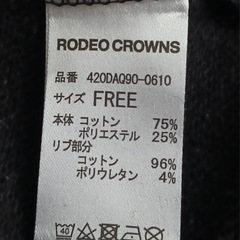 RODEO CROWNS
品番 420DAQ90-0610
サイズ FREE
本体 コットン 75%
ポリエステル 25%
リブ部分
コットン 96%
ポリウレタン 4%
40